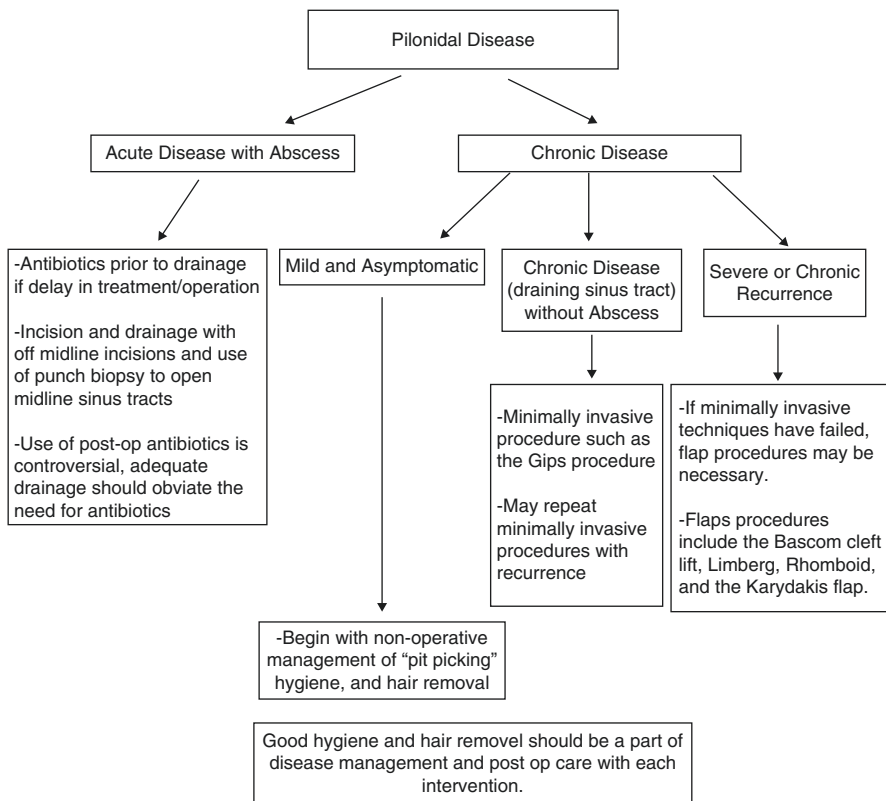 Pilonidal Disease
Acute Disease with Abscess
Chronic Disease
-Antibiotics prior to drainage
if delay in treatment/operation
-Incision and drainage with
off midline incisions and use
of punch biopsy to open
midline sinus tracts
-Use of post-op antibiotics is
controversial, adequate
drainage should obviate the
need for antibiotics
Mild and Asymptomatic
Chronic Disease
(draining sinus tract)
without Abscess
Severe or Chronic
Recurrence
-Minimally invasive
procedure such as
the Gips procedure
-May repeat
minimally invasive
procedures with
recurrence
-If minimally invasive
techniques have failed,
flap procedures may be
necessary.
-Flaps procedures
include the Bascom cleft
lift, Limberg, Rhomboid,
and the Karydakis flap.
-Begin with non-operative
management of “pit picking”
hygiene, and hair removal
Good hygiene and hair removel should be a part of
disease management and post op care with each
intervention.